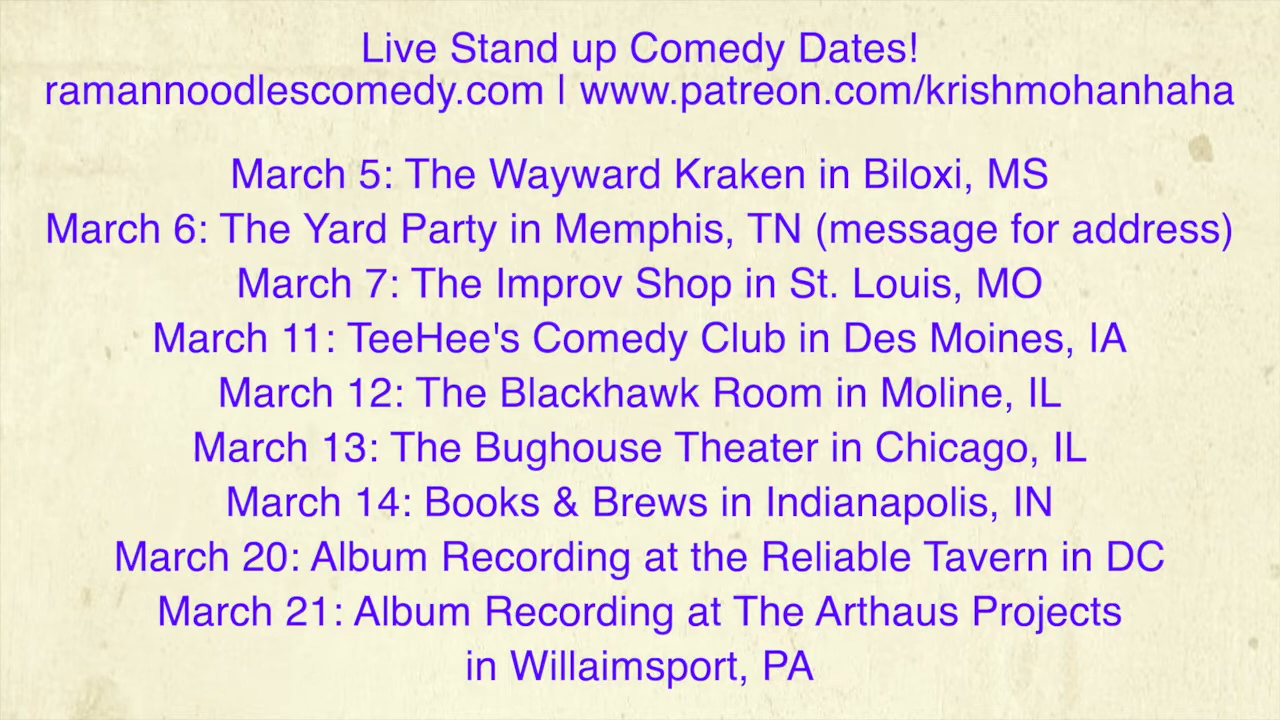 Live Stand up Comedy Dates!
ramannoodlescomedy.com | www.patreon.com/krishmohanhaha
March 5: The Wayward Kraken in Biloxi, MS
March 6: The Yard Party in Memphis, TN (message for address)
March 7: The Improv Shop in St. Louis, MO
March 11: TeeHee's Comedy Club in Des Moines, IA
March 12: The Blackhawk Room in Moline, IL
March 13: The Bughouse Theater in Chicago, IL
March 14: Books & Brews in Indianapolis, IN
March 20: Album Recording at the Reliable Tavern in DC
March 21: Album Recording at The Arthaus Projects
in Willaimsport, PA